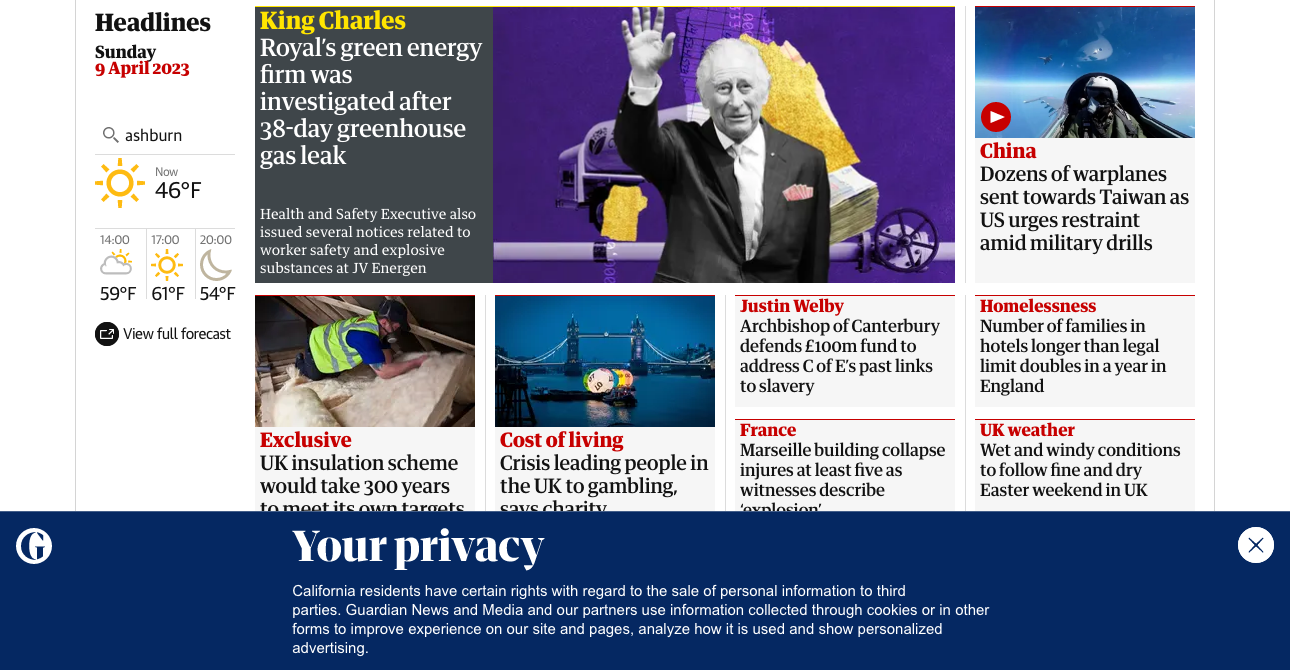 Headlines
Sunday
9 April 2023
ashburn
Now
46°F
14:00
59°F
17:00
61°F
20:00
54°F
View full forecast
King Charles
Royal's green energy
firm was
investigated after
38-day greenhouse
gas leak
Health and Safety Executive also
issued several notices related to
worker safety and explosive
substances at JV Energen
China
Dozens of warplanes
sent towards Taiwan as
US urges restraint
amid military drills
Exclusive
UK insulation scheme
would take 300 years
to meet its own targets
Cost of living
Crisis leading people in
the UK to gambling,
says charity
Justin Welby
Archbishop of Canterbury
defends £100m fund to
address C of E's past links
to slavery
Homelessness
Number of families in
hotels longer than legal
limit doubles in a year in
England
France
Marseille building collapse
injures at least five as
witnesses describe
'explosion'
UK weather
Wet and windy conditions
to follow fine and dry
Easter weekend in UK
Your privacy
California residents have certain rights with regard to the sale of personal information to third
parties. Guardian News and Media and our partners use information collected through cookies or in other
forms to improve experience on our site and pages, analyze how it is used and show personalized
advertising.